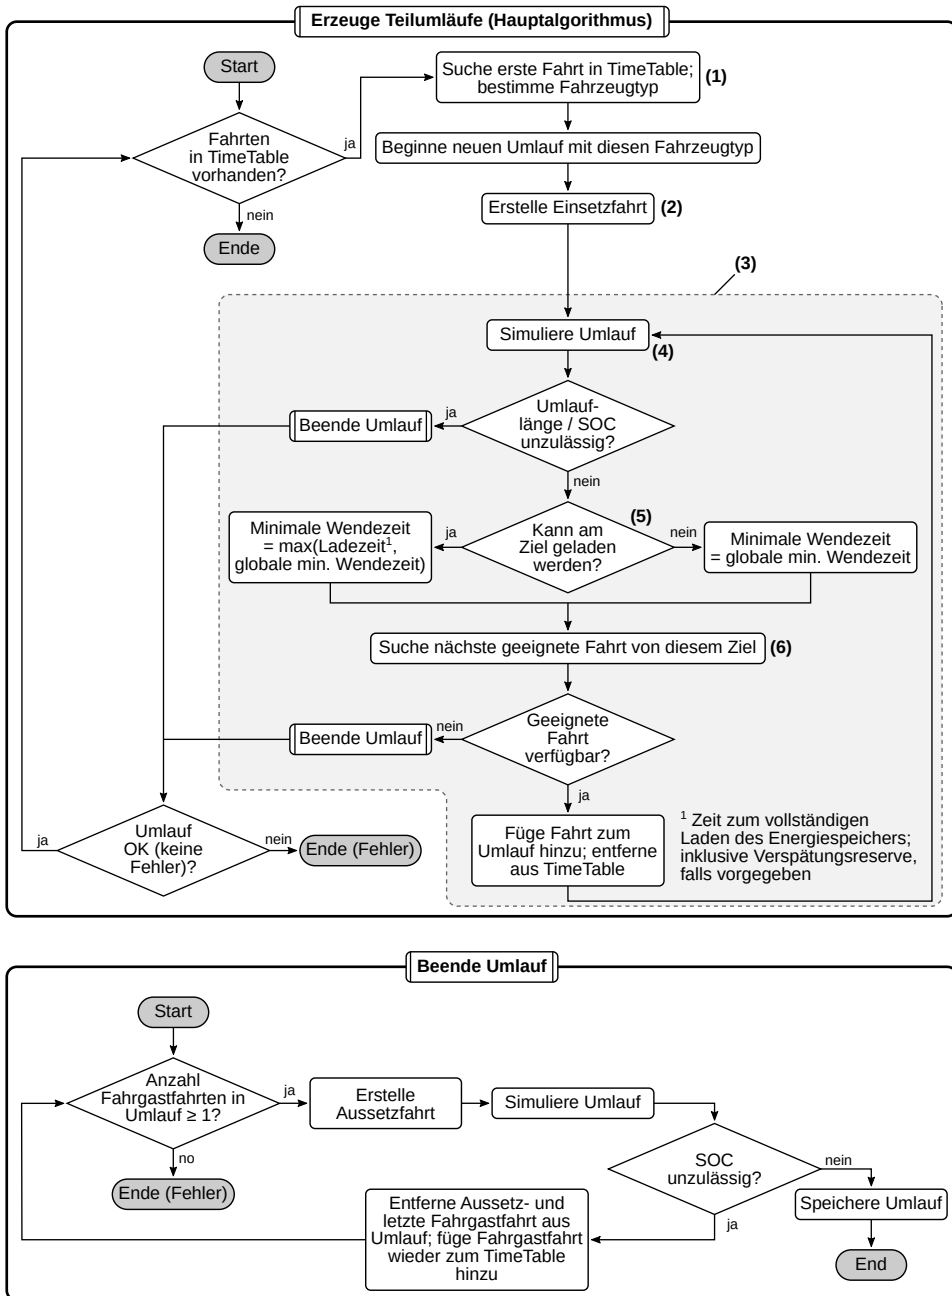 Erzeuge Teilumläufe (Hauptalgorithmus)
Start
Suche erste Fahrt in TimeTable;
bestimme Fahrzeugtyp
(1)
Fahrten
in TimeTable
vorhanden?
ja
Beginne neuen Umlauf mit diesen Fahrzeugtyp
nein
Erstelle Einsetzfahrt
(2)
Ende
(3)
Simuliere Umlauf
(4)
Umlauf-
länge / SOC
unzulässig?
ja
Beende Umlauf
nein
Kann am
Ziel geladen
werden?
(5)
ja
nein
Minimale Wendezeit
= max(Ladezeit¹,
globale min. Wendezeit)
Minimale Wendezeit
= globale min. Wendezeit
Suche nächste geeignete Fahrt von diesem Ziel
(6)
Geeignete
Fahrt
verfügbar?
nein
Beende Umlauf
ja
Füge Fahrt zum
Umlauf hinzu; entferne
aus TimeTable
¹ Zeit zum vollständigen
Laden des Energiespeichers;
inklusive Verspätungsreserve,
falls vorgegeben
Umlauf
OK (keine
Fehler)?
ja
nein
Ende (Fehler)
Beende Umlauf
Start
Anzahl
Fahrgastfahrten in
Umlauf ≥ 1?
ja
Erstelle
Aussetzfahrt
Simuliere Umlauf
no
Ende (Fehler)
SOC
unzulässig?
nein
Speichere Umlauf
ja
End
Entferne Aussetz- und
letzte Fahrgastfahrt aus
Umlauf; füge Fahrgastfahrt
wieder zum TimeTable
hinzu